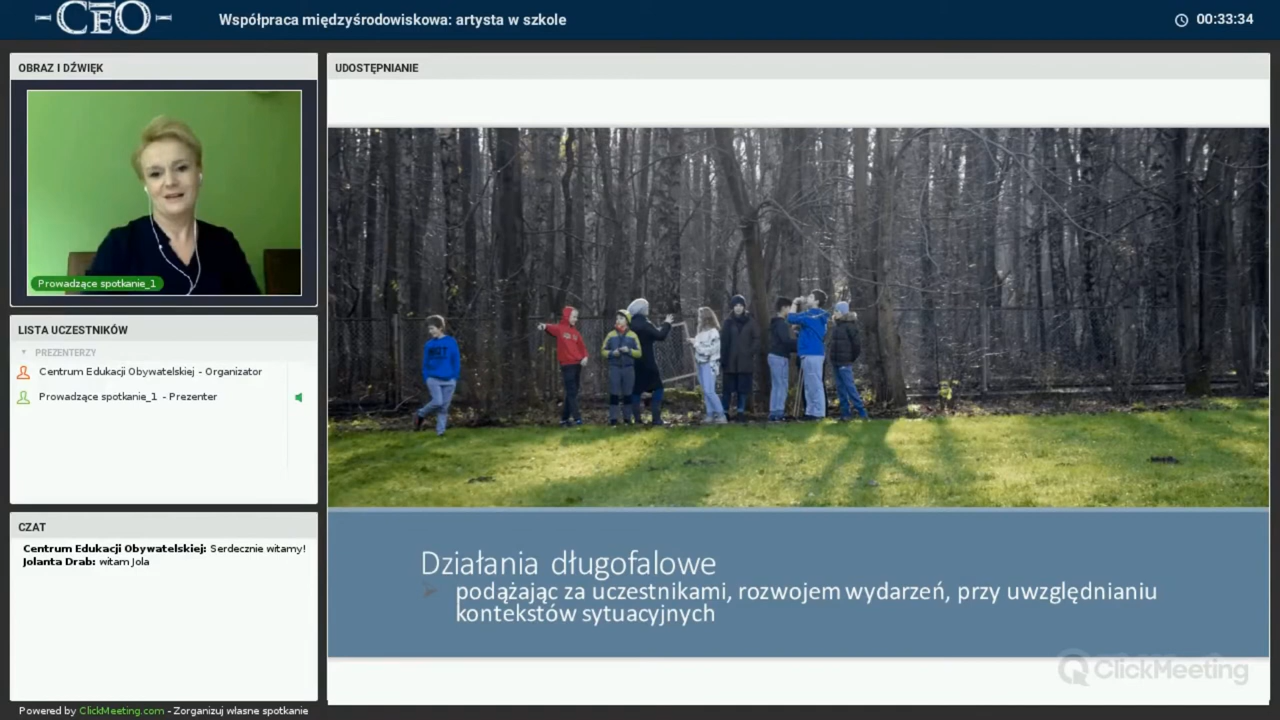 CEO
Współpraca międzyśrodowiskowa: artysta w szkole
00:33:34
OBRAZ I DŹWIĘK
Prowadzące spotkanie_1
LISTA UCZESTNIKÓW
PREZENTERZY
Centrum Edukacji Obywatelskiej - Organizator
Prowadzące spotkanie_1 - Prezenter
CZAT
Centrum Edukacji Obywatelskiej: Serdecznie witamy!
Jolanta Drab: witam Jola
Powered by ClickMeeting.com - Zorganizuj własne spotkanie
UDOSTĘPNIANIE
Działania długofalowe
podążając za uczestnikami, rozwojem wydarzeń, przy uwzględnianiu
kontekstów sytuacyjnych
ClickMeeting